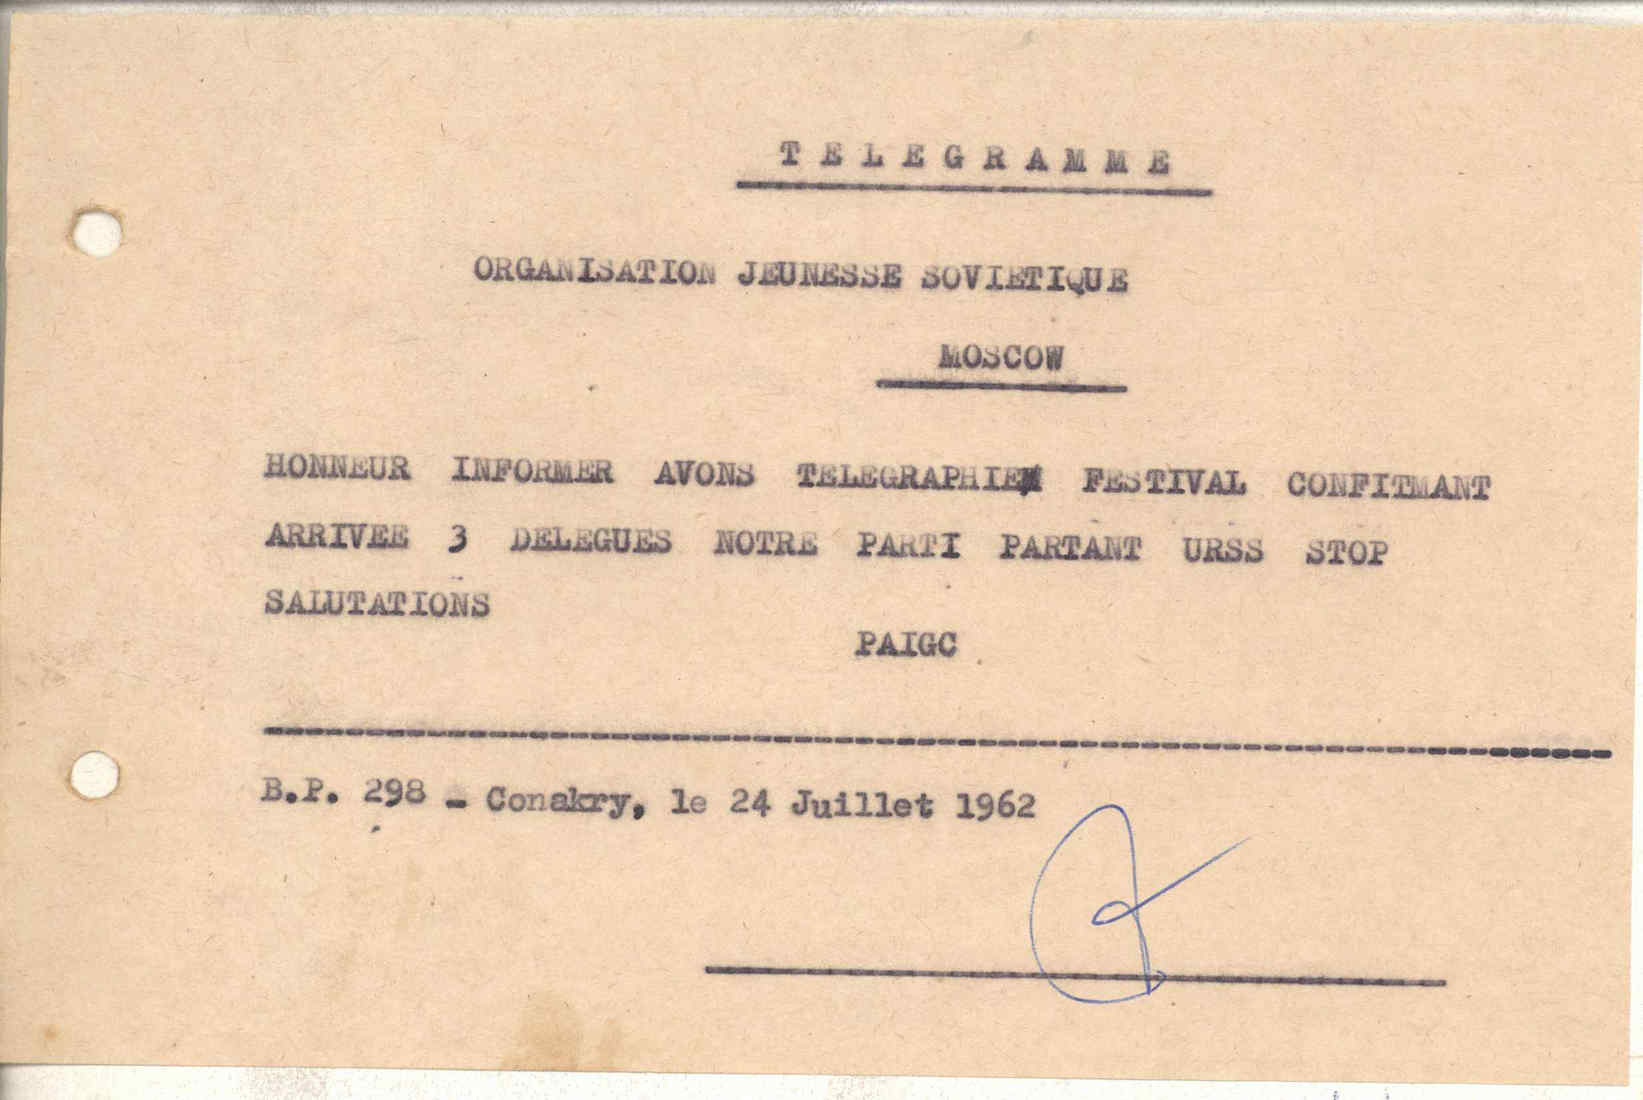 T E L E G R A M M E
ORGANISATION JEUNESSE SOVIETIQUE
MOSCOW
HONNEUR INFORMER AVONS TELEGRAPHIE FESTIVAL CONFITMANT
ARRIVEE 3 DELEGUES NOTRE PARTI PARTANT URSS STOP
SALUTATIONS
PAIGC
B.P. 298 - Conakry, le 24 Juillet 1962